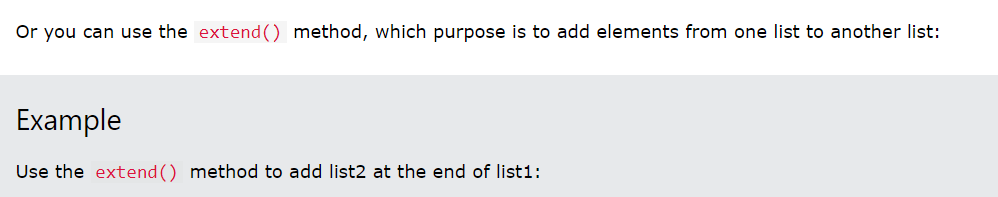 Or you can use the extend() method, which purpose is to add elements from one list to another list:
Example
Use the extend() method to add list2 at the end of list1: